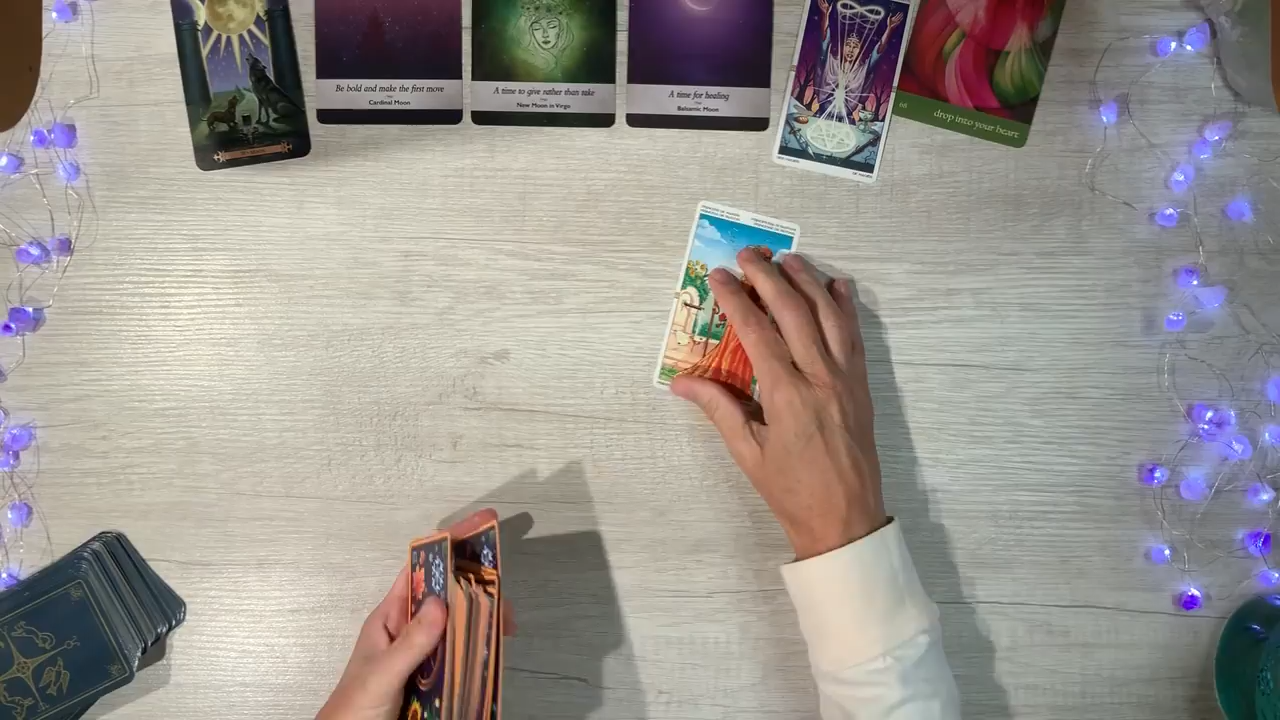 Be bold and make the first move
Cardinal Moon
A time to give rather than take
New Moon in Virgo
A time for healing
Balsamic Moon
68
drop into your heart